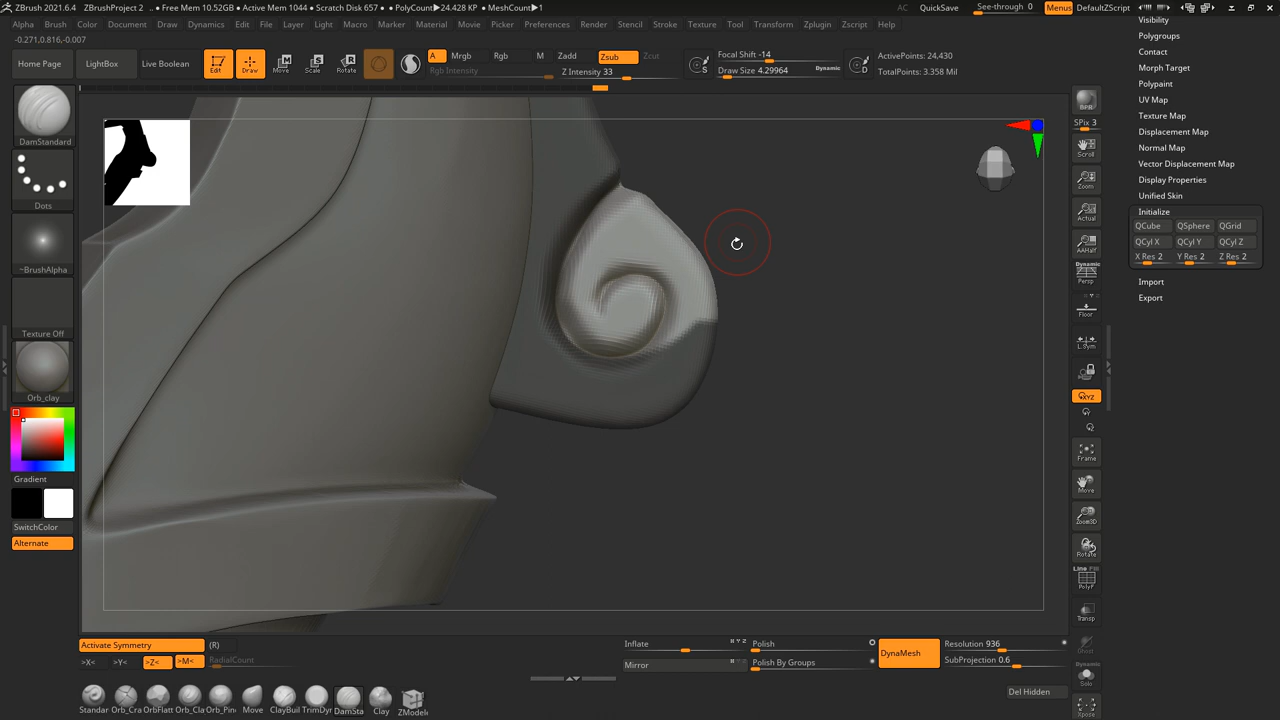 ZBrush 2021.6.4 ZBrushProject 2 .. • Free Mem 10.52GB • Active Mem 1044 • Scratch Disk 657 • PolyCount▸24.428 KP • MeshCount▸1
AC QuickSave See-through 0 Menus DefaultZScript
Alpha Brush Color Document Draw Dynamics Edit File Layer Light Macro Marker Material Movie Picker Preferences Render Stencil Stroke Texture Tool Transform Zplugin Zscript Help
-0.271,0.816,-0.007
Home Page LightBox Live Boolean Edit Draw Move Scale Rotate
A Mrgb Rgb M Zadd Zsub Zcut
Rgb Intensity Z Intensity 33
S Focal Shift -14
Draw Size 4.29964 Dynamic
D ActivePoints: 24,430
TotalPoints: 3.358 Mil
DamStandard
Dots
~BrushAlpha
Texture Off
Orb_clay
Gradient
SwitchColor
Alternate
BPR
SPix 3
Scroll
Zoom
Actual
AAHalf
Dynamic
Persp
Floor
L.Sym
XYZ
Frame
Move
Zoom3D
Rotate
Line Fill
PolyF
Transp
Ghost
Dynamic
Solo
Xpose
Visibility
Polygroups
Contact
Morph Target
Polypaint
UV Map
Texture Map
Displacement Map
Normal Map
Vector Displacement Map
Display Properties
Unified Skin
Initialize
QCube QSphere QGrid
QCyl X QCyl Y QCyl Z
X Res 2 Y Res 2 Z Res 2
Import
Export
Activate Symmetry (R)
>X< >Y< >Z< >M< RadialCount
Inflate Polish
Mirror Polish By Groups
DynaMesh
Resolution 936
SubProjection 0.6
Del Hidden
Standar Orb_Cra OrbFlatt Orb_Cla Orb_Pin Move ClayBuil TrimDyr DamSta Clay ZModele